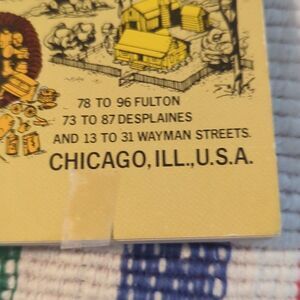 78 TO 96 FULTON
73 TO 87 DESPLAINES
AND 13 TO 31 WAYMAN STREETS.
CHICAGO, ILL., U.S.A.